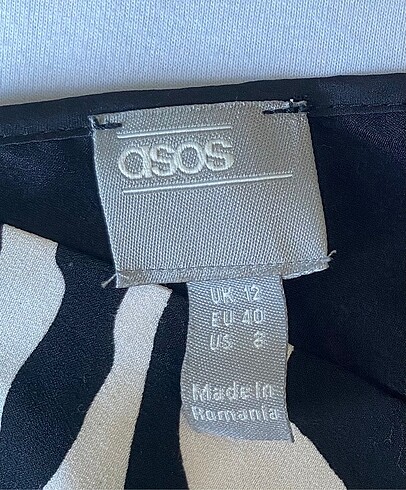 asos
UK 12
EU 40
US 8
Made In
Romania